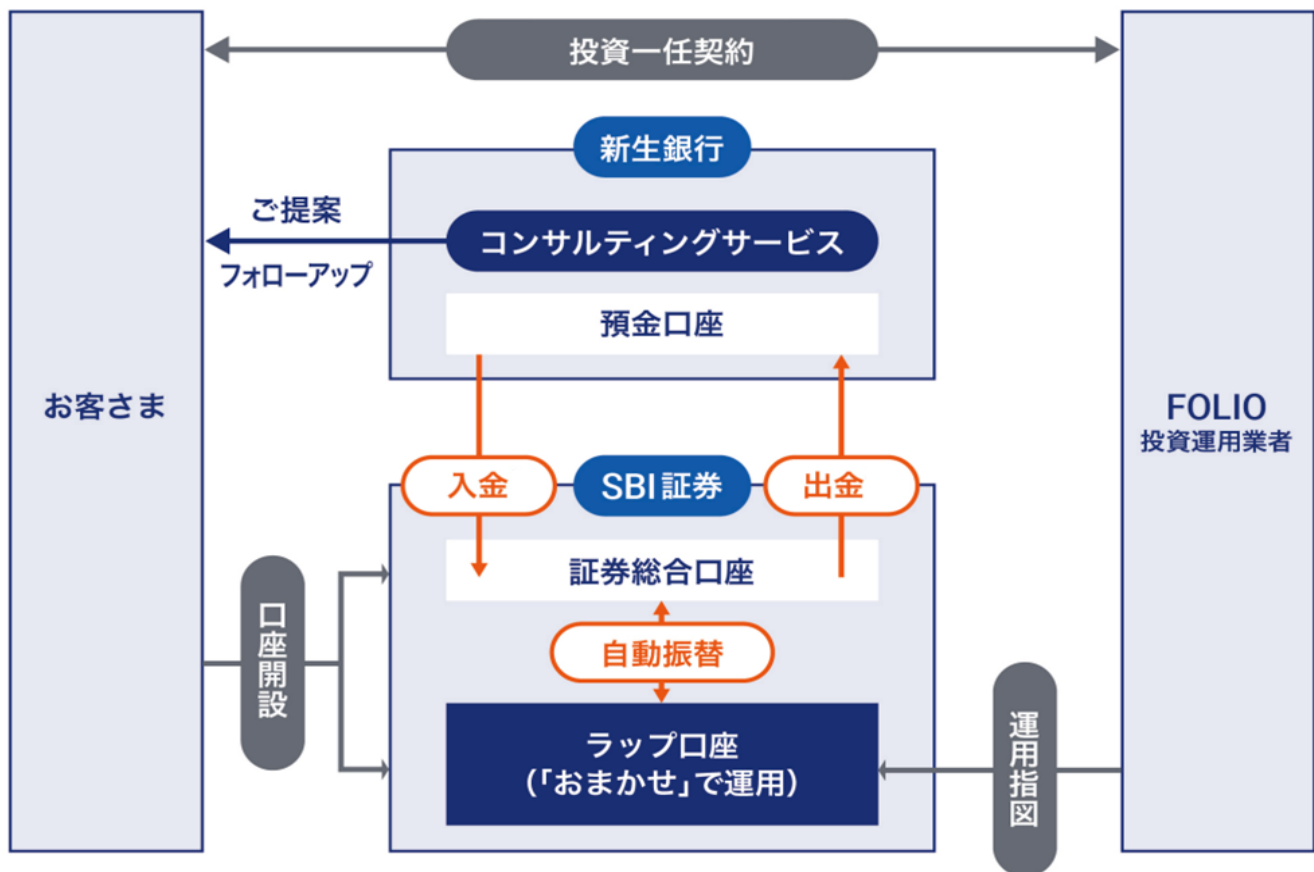 投資一任契約
新生銀行
ご提案
コンサルティングサービス
フォローアップ
預金口座
お客さま
FOLIO
投資運用業者
入金
SBI証券
出金
証券総合口座
口座開設
自動振替
ラップ口座
(「おまかせ」で運用)
運用指図